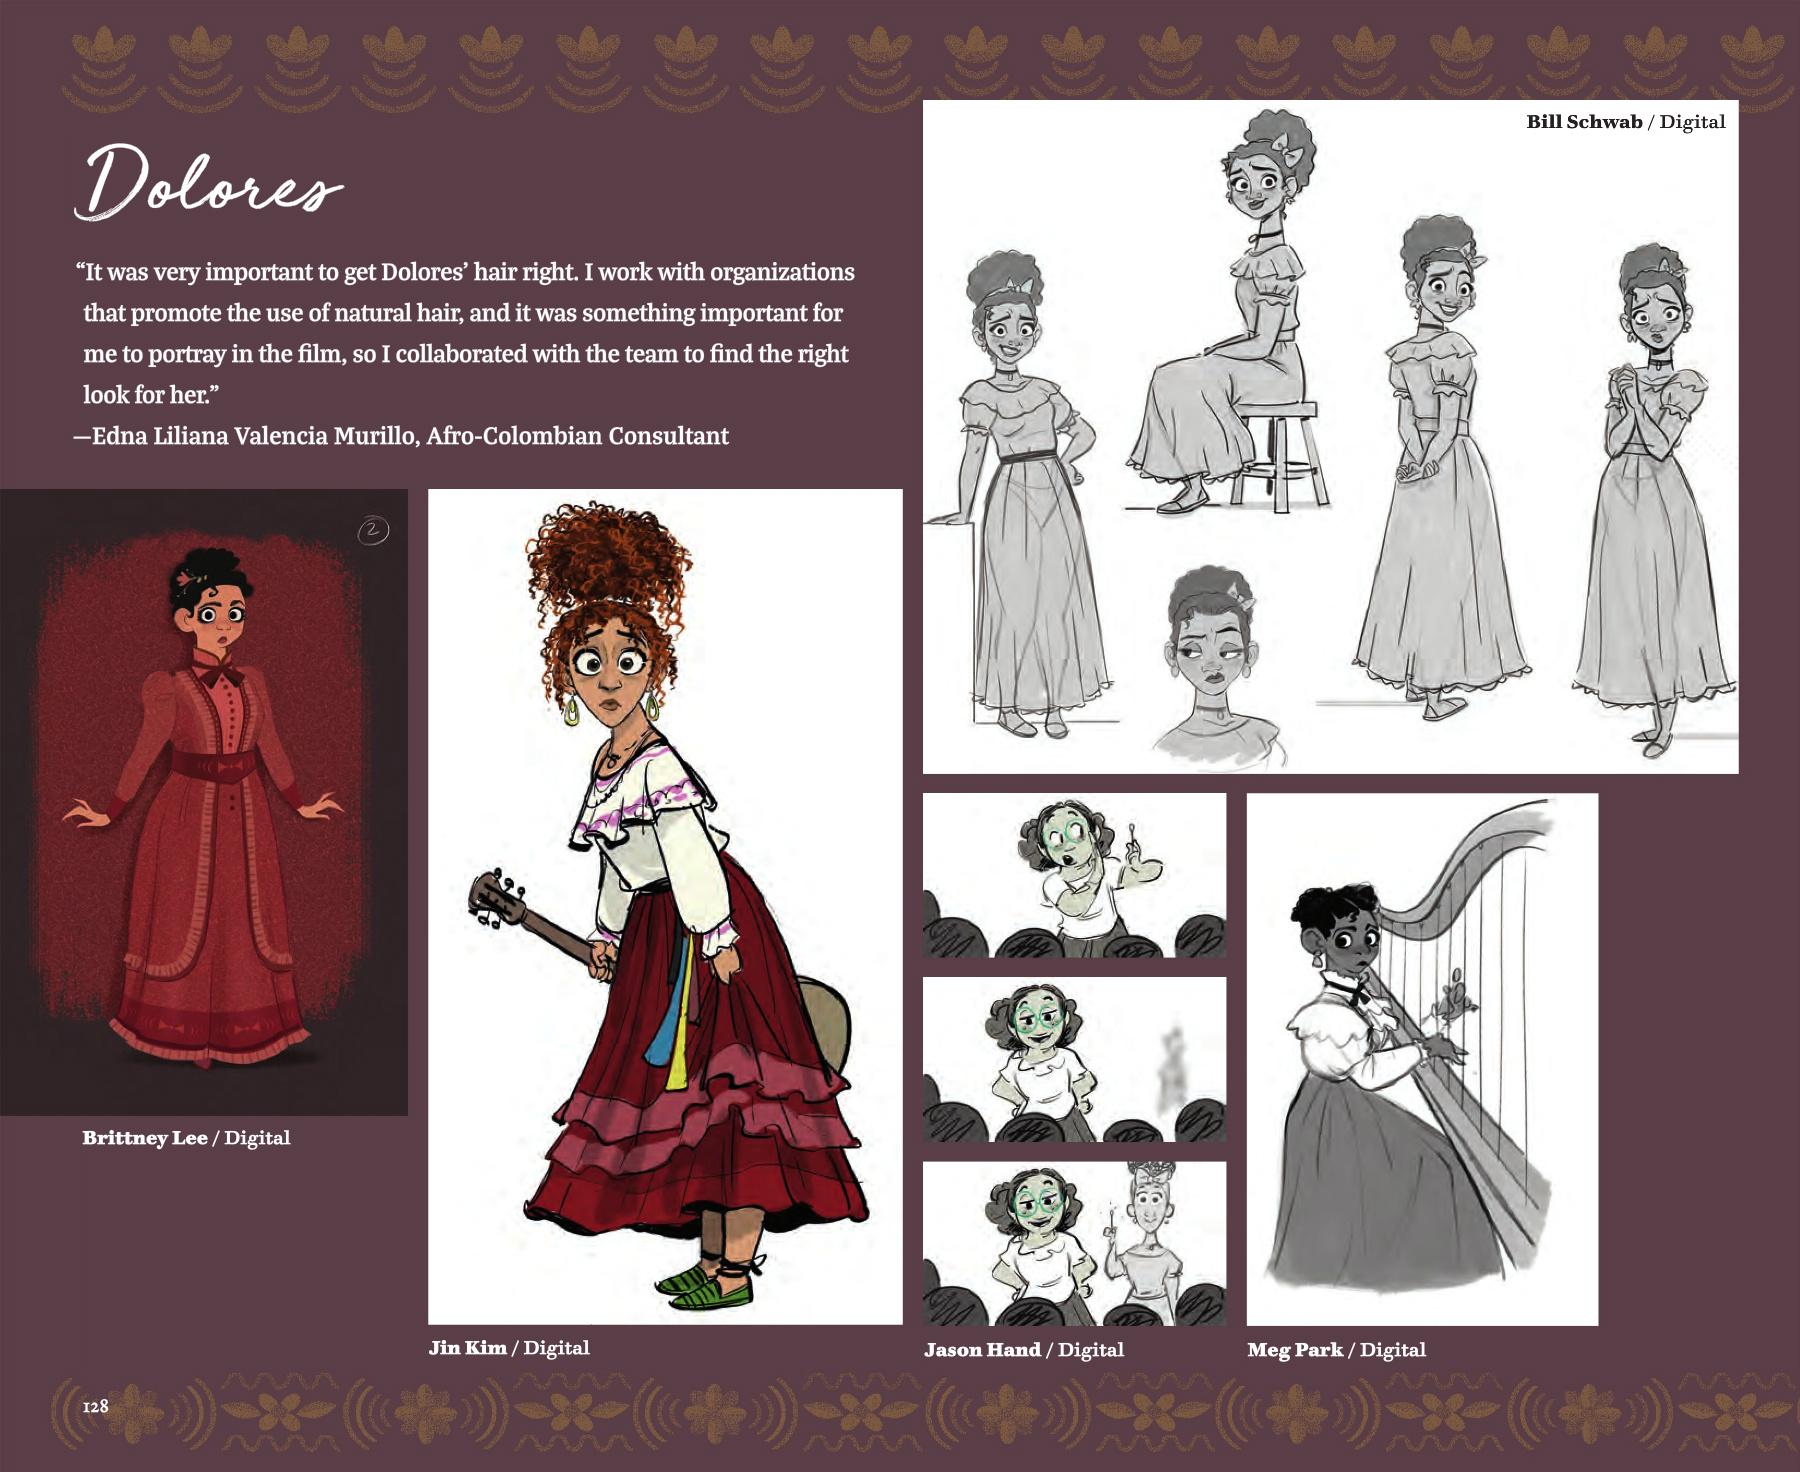 Dolores
“It was very important to get Dolores’ hair right. I work with organizations
that promote the use of natural hair, and it was something important for
me to portray in the film, so I collaborated with the team to find the right
look for her.”
—Edna Liliana Valencia Murillo, Afro-Colombian Consultant
Bill Schwab / Digital
2
Brittney Lee / Digital
Jin Kim / Digital
Jason Hand / Digital
Meg Park / Digital
128